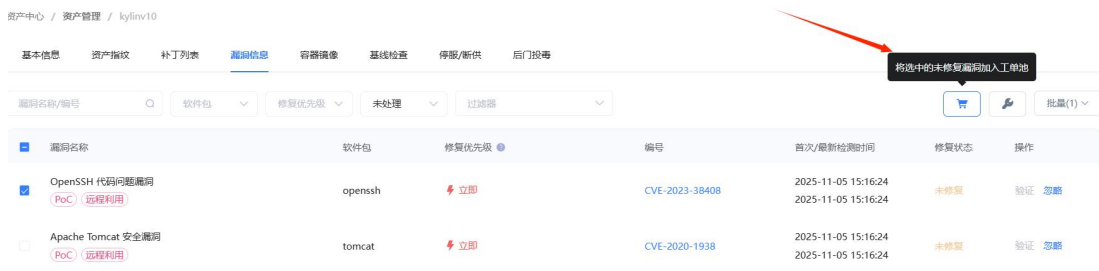 资产中心 / 资产管理 / kylinv10
基本信息 资产指纹 补丁列表 漏洞信息 容器镜像 基线检查 停服/断供 后门投毒
将选中的未修复漏洞加入工单池
漏洞名称/编号 软件包 修复优先级 未处理 过滤器 批量(1)
漏洞名称 软件包 修复优先级 编号 首次/最新检测时间 修复状态 操作
OpenSSH 代码问题漏洞
PoC 远程利用
openssh 立即 CVE-2023-38408
2025-11-05 15:16:24
2025-11-05 15:16:24
未修复 验证 忽略
Apache Tomcat 安全漏洞
PoC 远程利用
tomcat 立即 CVE-2020-1938
2025-11-05 15:16:24
2025-11-05 15:16:24
未修复 验证 忽略